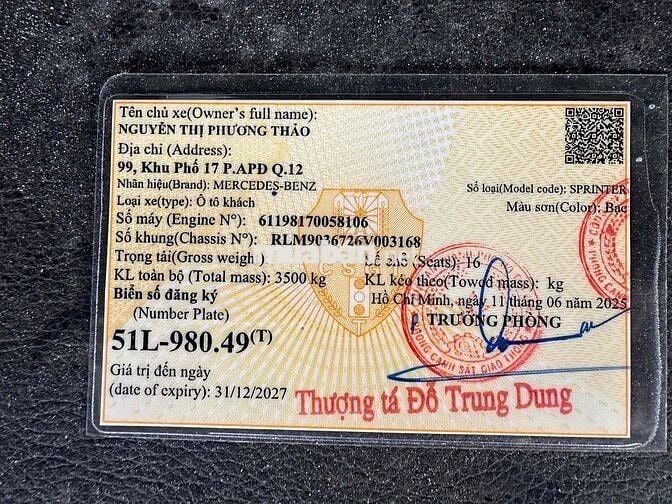 Tên chủ xe(Owner's full name):
NGUYỄN THỊ PHƯƠNG THẢO
Địa chỉ (Address):
99, Khu Phố 17 P.APĐ Q.12
Nhãn hiệu(Brand): MERCEDES-BENZ
Số loại(Model code): SPRINTER
Loại xe(type): Ô tô khách
Màu sơn(Color): Bạc
Số máy (Engine N°): 61198170058106
Số khung(Chassis N°): RLM9036726V003168
Trọng tải(Gross weigh )
Số chỗ (Seats): 16
KL toàn bộ (Total mass): 3500 kg
KL kéo theo(Towed mass): kg
Biển số đăng ký
Hồ Chí Minh, ngày 11 tháng 06 năm 2025
(Number Plate)
TRƯỞNG PHÒNG
51L-980.49(T)
Giá trị đến ngày
(date of expiry): 31/12/2027
Thượng tá Đỗ Trung Dung